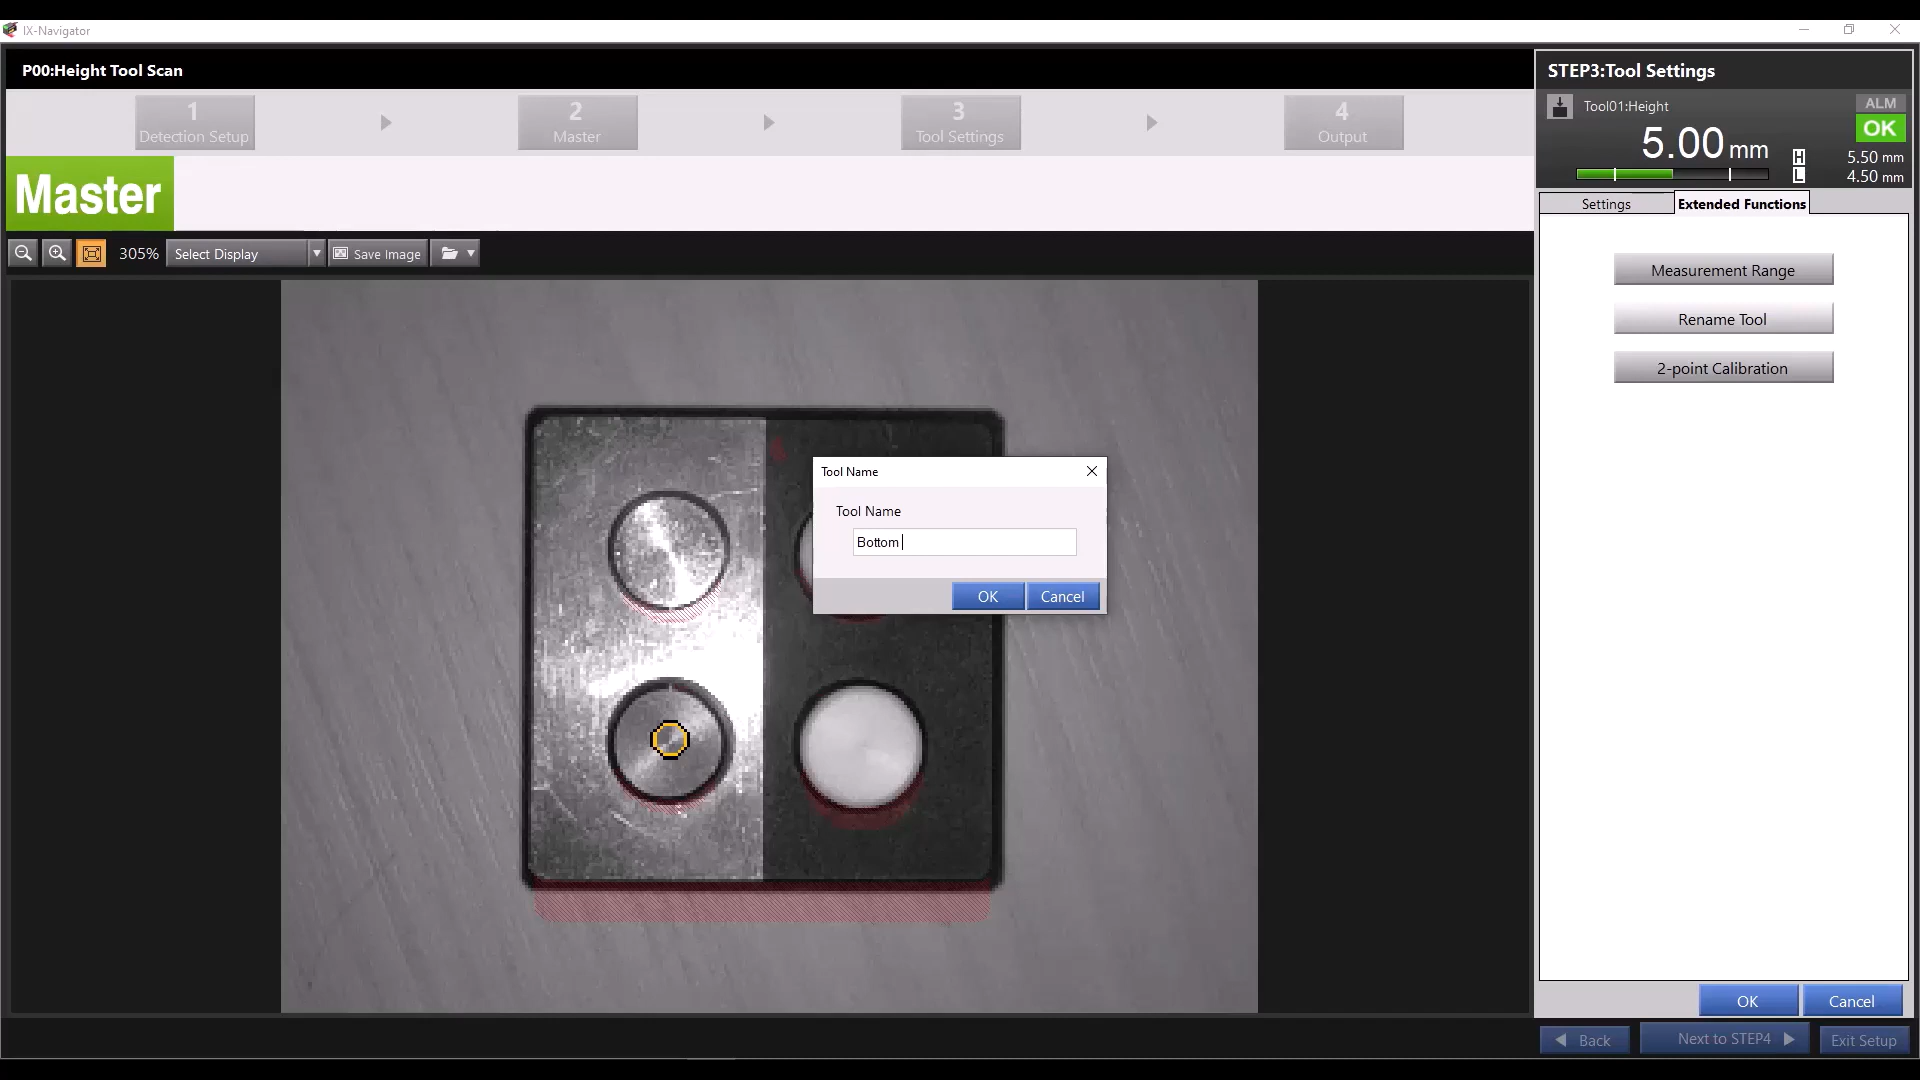 IX-Navigator
P00:Height Tool Scan
1
Detection Setup
2
Master
3
Tool Settings
4
Output
Master
305%
Select Display
Save Image
Tool Name
Tool Name
Bottom
OK
Cancel
STEP3:Tool Settings
Tool01:Height
ALM
OK
5.00 mm
H 5.50 mm
L 4.50 mm
Settings
Extended Functions
Measurement Range
Rename Tool
2-point Calibration
OK
Cancel
Back
Next to STEP4
Exit Setup